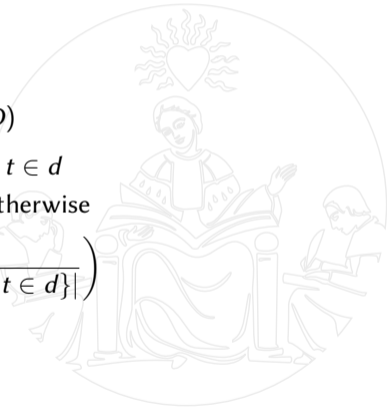 )
t ∈ d
therwise
t ∈ d}|)